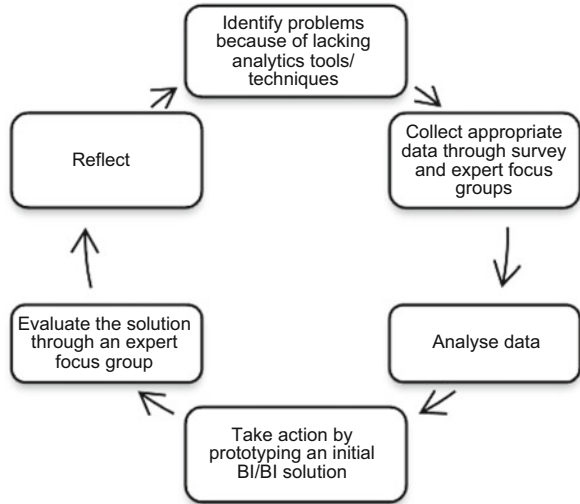 Identify problems
because of lacking
analytics tools/
techniques
Collect appropriate
data through survey
and expert focus
groups
Analyse data
Take action by
prototyping an initial
BI/BI solution
Evaluate the solution
through an expert
focus group
Reflect